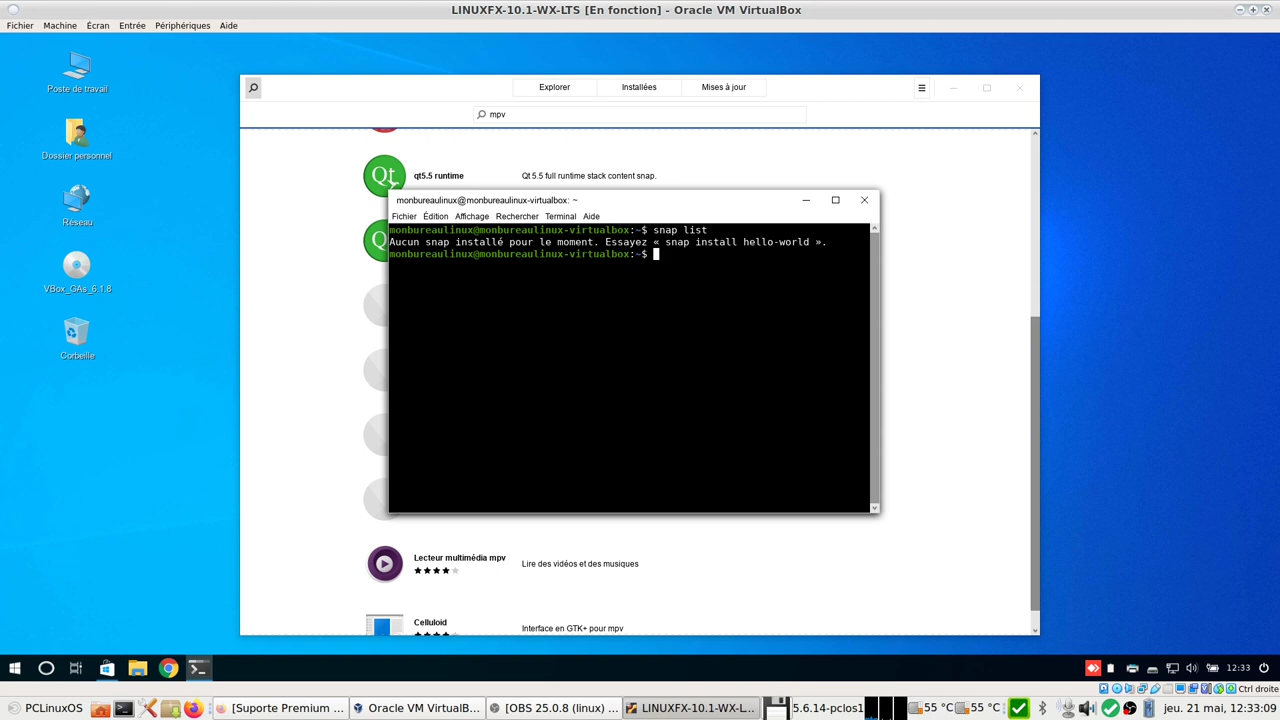 LINUXFX-10.1-WX-LTS [En fonction] - Oracle VM VirtualBox
Fichier Machine Écran Entrée Périphériques Aide
Poste de travail
Dossier personnel
Réseau
VBox_GAs_6.1.8
Corbeille
Explorer Installées Mises à jour
mpv
qt5.5 runtime Qt 5.5 full runtime stack content snap.
monbureaulinux@monbureaulinux-virtualbox: ~
Fichier Édition Affichage Rechercher Terminal Aide
monbureaulinux@monbureaulinux-virtualbox:~$ snap list
Aucun snap installé pour le moment. Essayez « snap install hello-world ».
monbureaulinux@monbureaulinux-virtualbox:~$
Lecteur multimédia mpv Lire des vidéos et des musiques
Celluloid Interface en GTK+ pour mpv
12:33
Ctrl droite
PCLinuxOS [Suporte Premium ... Oracle VM VirtualB... [OBS 25.0.8 (linux) ... LINUXFX-10.1-WX-L... 5.6.14-pclos1 55 °C 55 °C jeu. 21 mai, 12:33:09